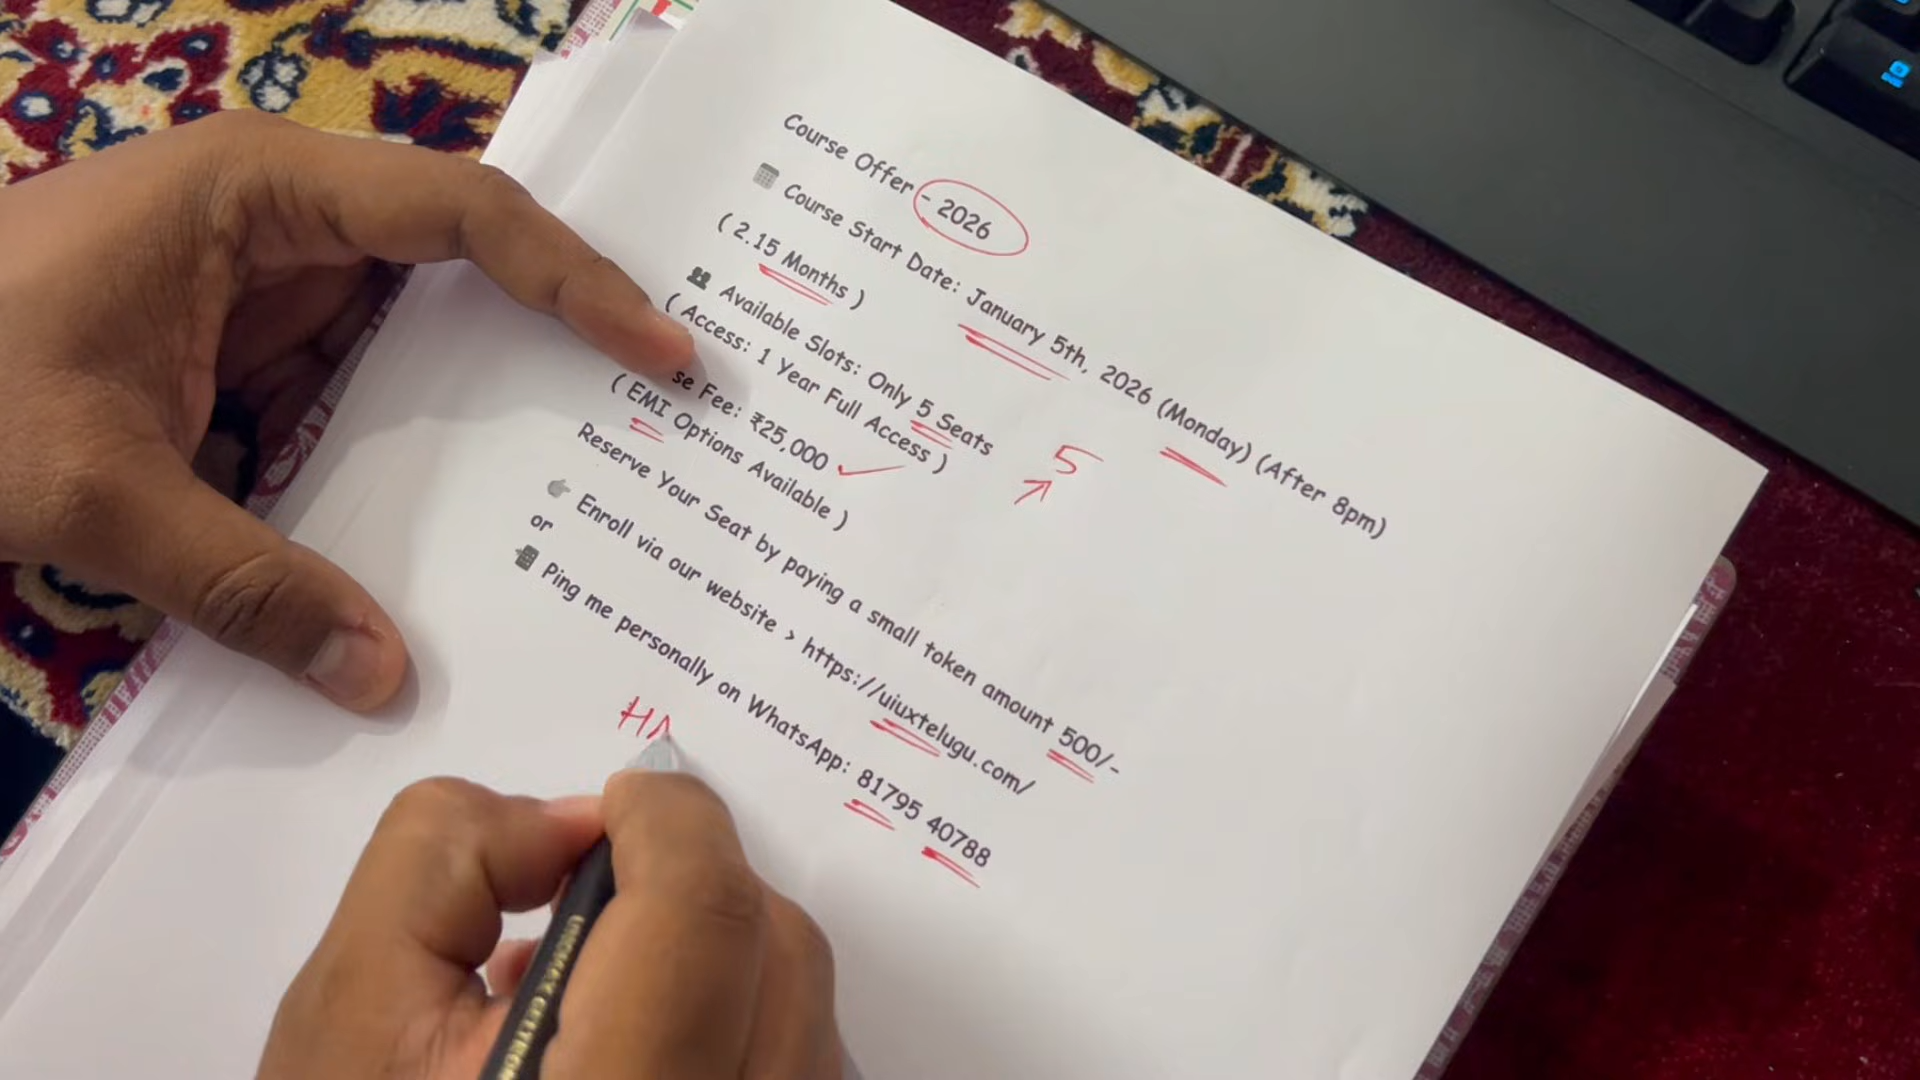 Course Offer - 2026
Course Start Date: January 5th, 2026 (Monday) (After 8pm)
( 2.15 Months )
Available Slots: Only 5 Seats
5
( Access: 1 Year Full Access )
se Fee: ₹25,000
( EMI Options Available )
Reserve Your Seat by paying a small token amount 500/-
Enroll via our website > https://uiuxtelugu.com/
or
Ping me personally on WhatsApp: 81795 40788